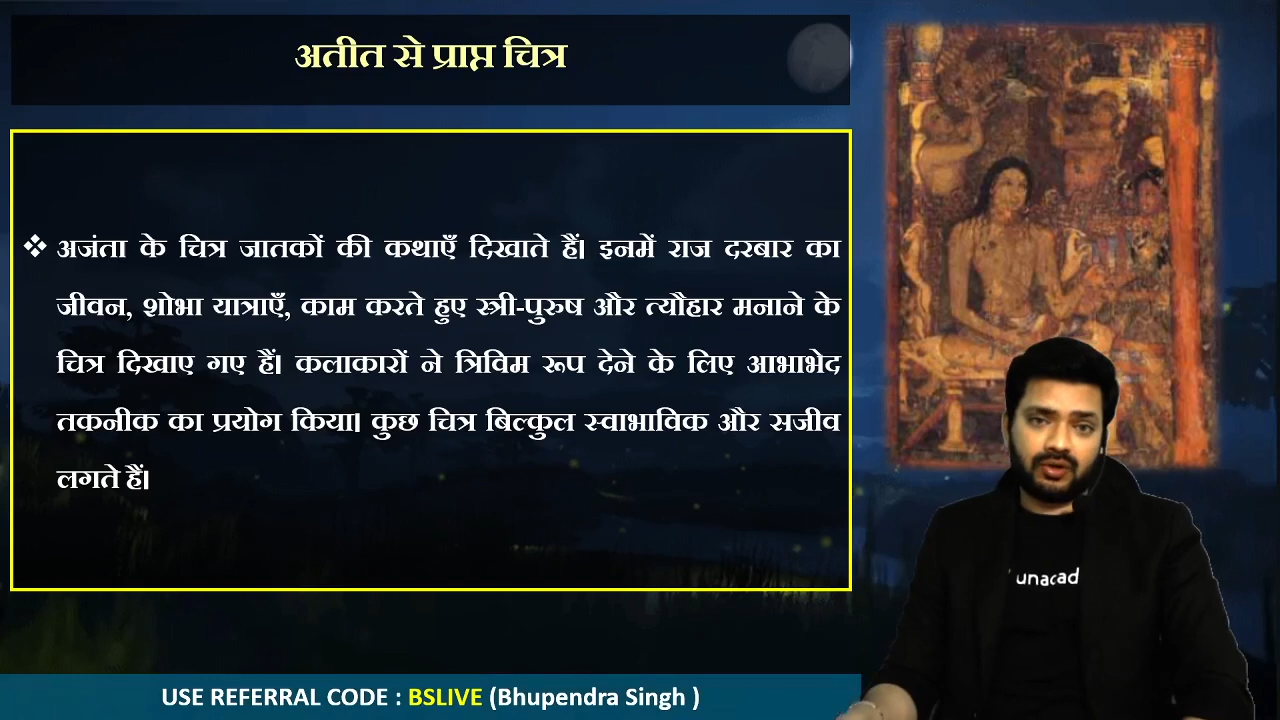 अतीत से प्राप्त चित्र
❖ अजंता के चित्र जातकों की कथाएँ दिखाते हैं। इनमें राज दरबार का
जीवन, शोभा यात्राएँ, काम करते हुए स्त्री-पुरुष और त्यौहार मनाने के
चित्र दिखाए गए हैं। कलाकारों ने त्रिविम रूप देने के लिए आभाभेद
तकनीक का प्रयोग किया। कुछ चित्र बिल्कुल स्वाभाविक और सजीव
लगते हैं।
unacad
USE REFERRAL CODE : BSLIVE (Bhupendra Singh )